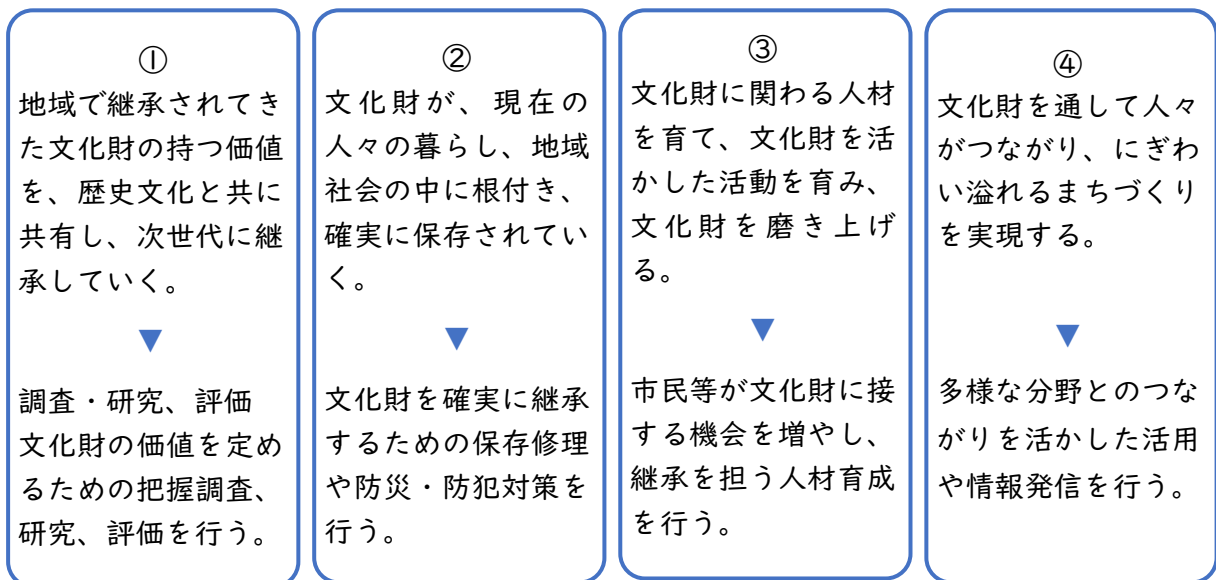 ①
地域で継承されてき
た文化財の持つ価値
を、歴史文化と共に
共有し、次世代に継
承していく。
▼
調査・研究、評価
文化財の価値を定め
るための把握調査、
研究、評価を行う。
②
文化財が、現在の
人々の暮らし、地域
社会の中に根付き、
確実に保存されてい
く。
▼
文化財を確実に継承
するための保存修理
や防災・防犯対策を
行う。
③
文化財に関わる人材
を育て、文化財を活
かした活動を育み、
文化財を磨き上げ
る。
▼
市民等が文化財に接
する機会を増やし、
継承を担う人材育成
を行う。
④
文化財を通して人々
がつながり、にぎわ
い溢れるまちづくり
を実現する。
▼
多様な分野とのつな
がりを活かした活用
や情報発信を行う。